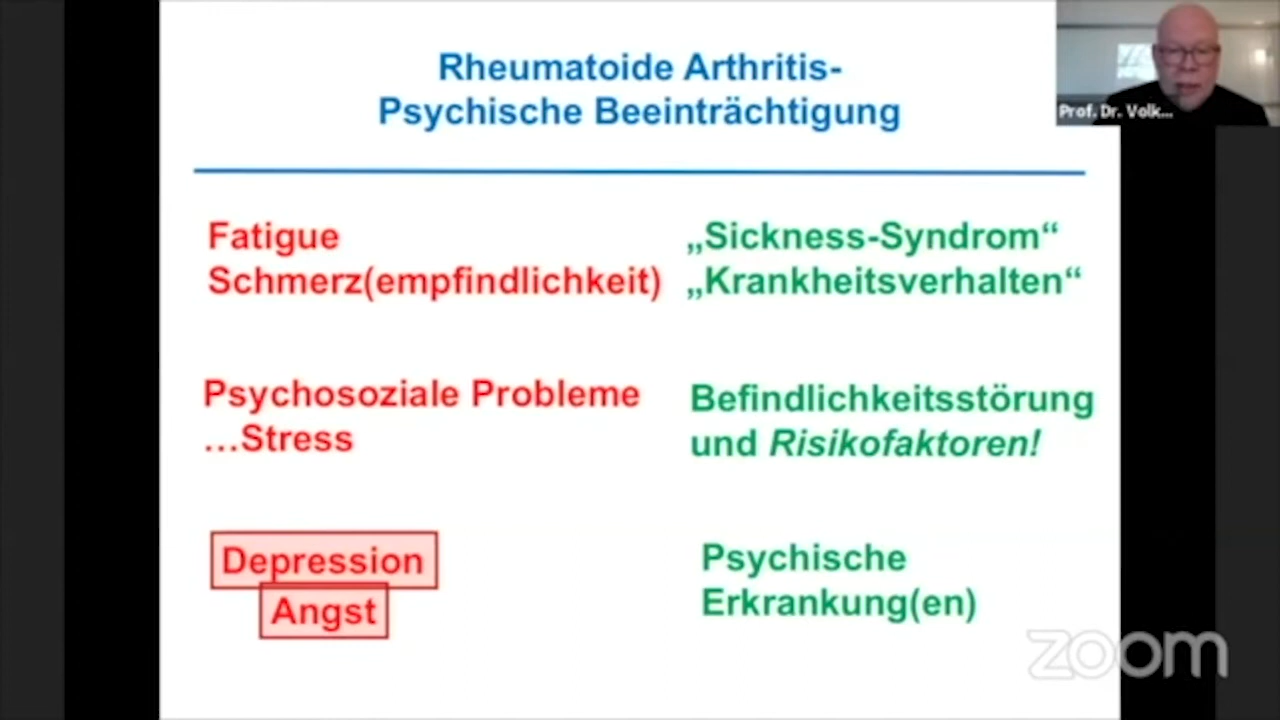 Rheumatoide Arthritis-
Psychische Beeinträchtigung
Prof. Dr. Volk...
Fatigue
Schmerz(empfindlichkeit)
„Sickness-Syndrom“
„Krankheitsverhalten“
Psychosoziale Probleme
...Stress
Befindlichkeitsstörung
und Risikofaktoren!
Depression
Angst
Psychische
Erkrankung(en)
zoom